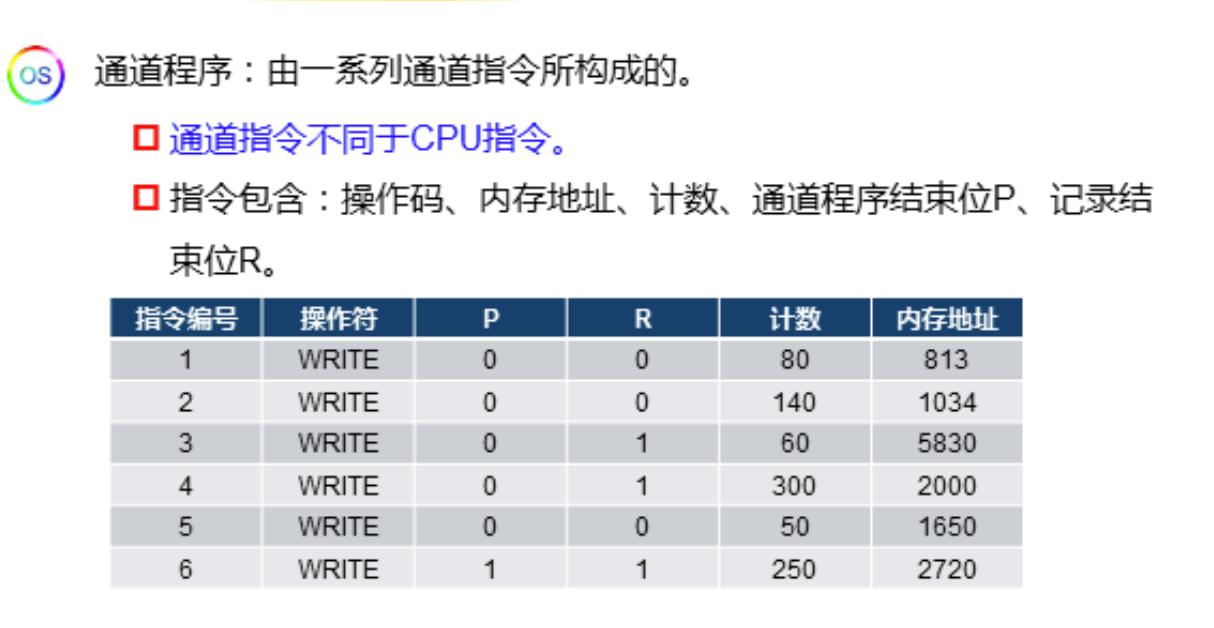 OS 通道程序：由一系列通道指令所构成的。
通道指令不同于CPU指令。
指令包含：操作码、内存地址、计数、通道程序结束位P、记录结
束位R。
指令编号 操作符 P R 计数 内存地址
1 WRITE 0 0 80 813
2 WRITE 0 0 140 1034
3 WRITE 0 1 60 5830
4 WRITE 0 1 300 2000
5 WRITE 0 0 50 1650
6 WRITE 1 1 250 2720